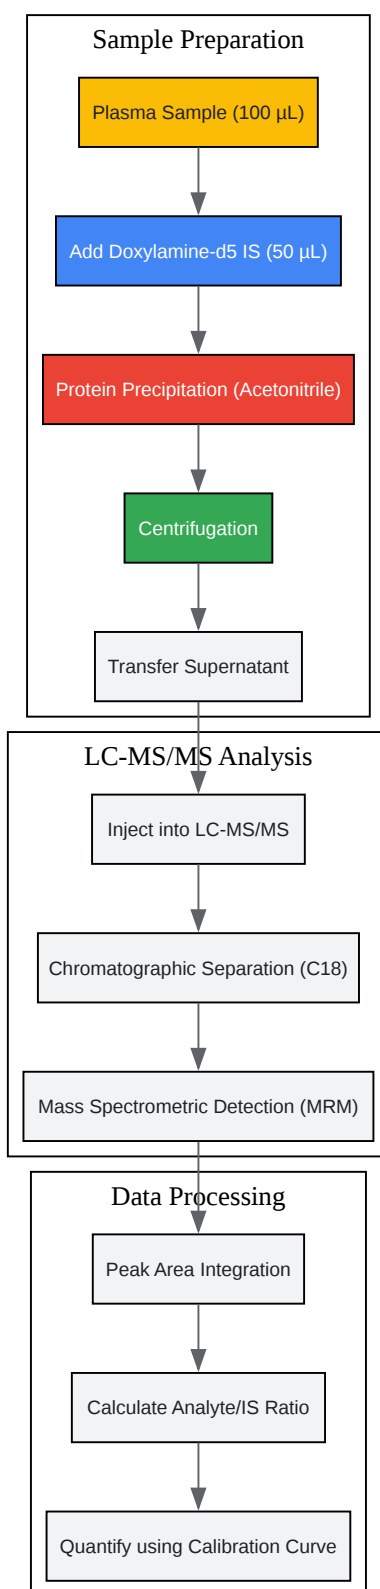 Sample Preparation
Plasma Sample (100 µL)
Add Doxylamine-d5 IS (50 µL)
Protein Precipitation (Acetonitrile)
Centrifugation
Transfer Supernatant
LC-MS/MS Analysis
Inject into LC-MS/MS
Chromatographic Separation (C18)
Mass Spectrometric Detection (MRM)
Data Processing
Peak Area Integration
Calculate Analyte/IS Ratio
Quantify using Calibration Curve